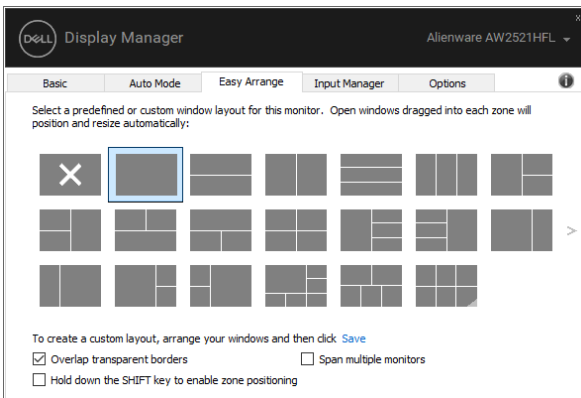 DELL Display Manager Alienware AW2521HFL
Basic Auto Mode Easy Arrange Input Manager Options
Select a predefined or custom window layout for this monitor. Open windows dragged into each zone will
position and resize automatically:
To create a custom layout, arrange your windows and then click Save
Overlap transparent borders Span multiple monitors
Hold down the SHIFT key to enable zone positioning